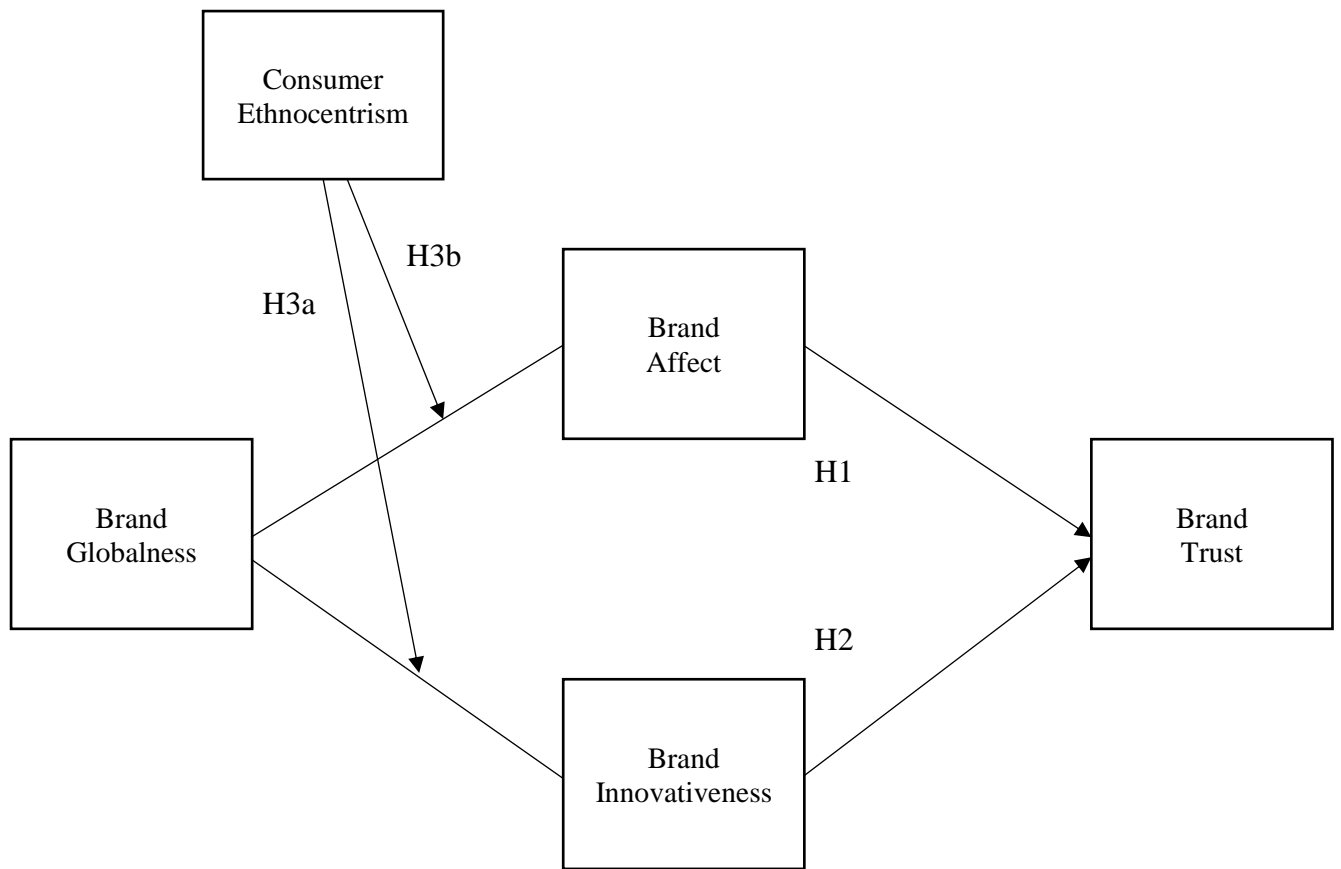 Consumer
Ethnocentrism
H3b
H3a
Brand
Affect
H1
Brand
Globalness
Brand
Trust
H2
Brand
Innovativeness